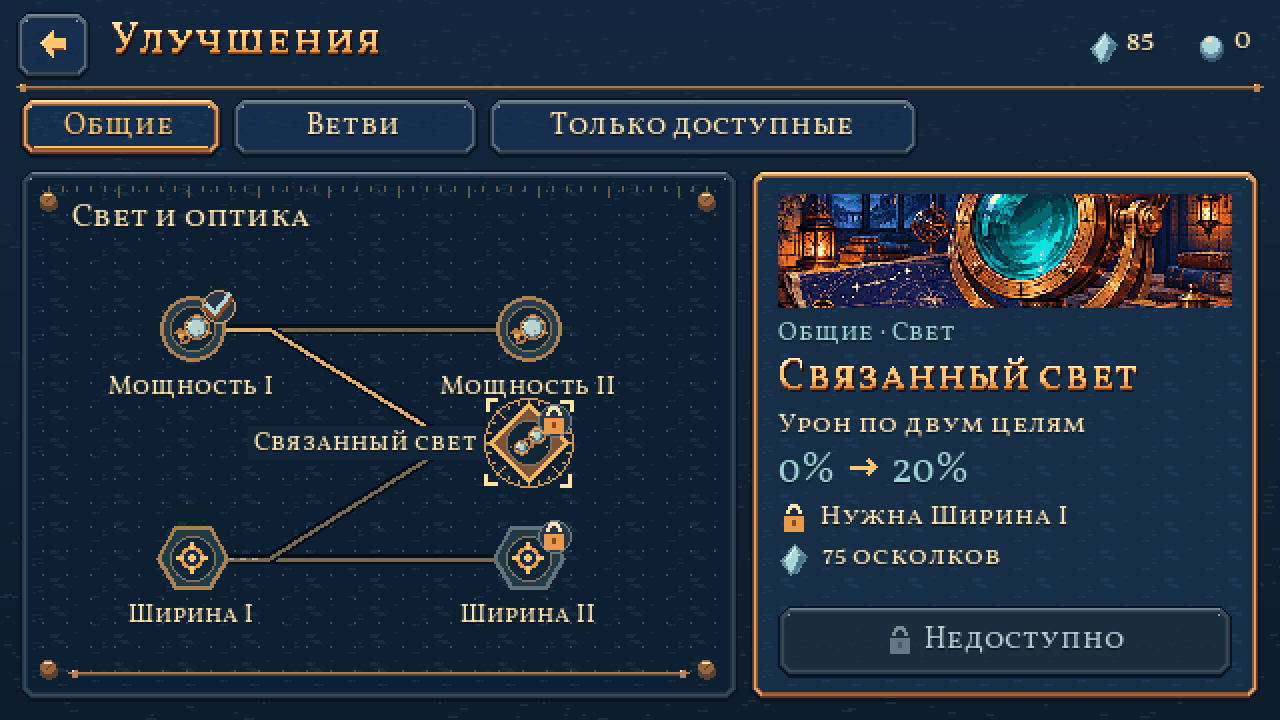 Улучшения
85
0
Общие
Ветви
Только доступные
Свет и оптика
Мощность I
Мощность II
Связанный свет
Ширина I
Ширина II
Общие · Свет
Связанный свет
Урон по двум целям
0% → 20%
Нужна Ширина I
75 осколков
Недоступно